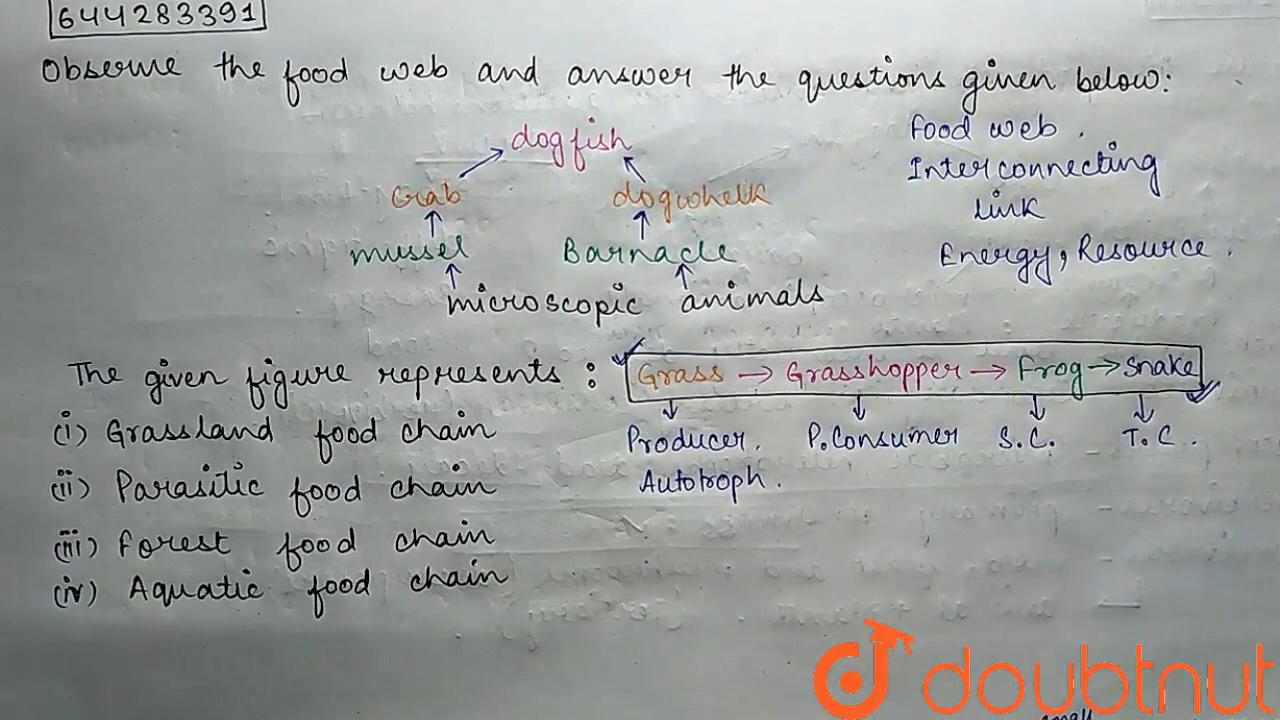 644283391
Observe the food web and answer the questions given below:
dogfish
Crab dogwhelk
mussel Barnacle
microscopic animals
Food web.
Interconnecting
link
Energy, Resource.
The given figure represents:
Grass → Grasshopper → Frog → Snake
Producer. P.Consumer S.C. T.C.
Autotroph.
(i) Grassland food chain
(ii) Parasitic food chain
(iii) Forest food chain
(iv) Aquatic food chain
doubtnut